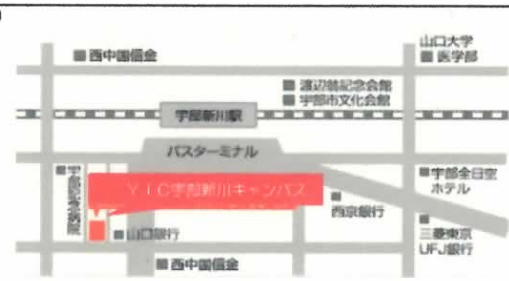 ■西中国信金
山口大学
■医学部
■渡辺翁記念会館
■宇部市文化会館
宇部新川駅
バスターミナル
YIC宇部新川キャンパス
■宇部全日空
ホテル
■
西京銀行
■山口銀行
■
三菱東京
UFJ銀行
■西中国信金